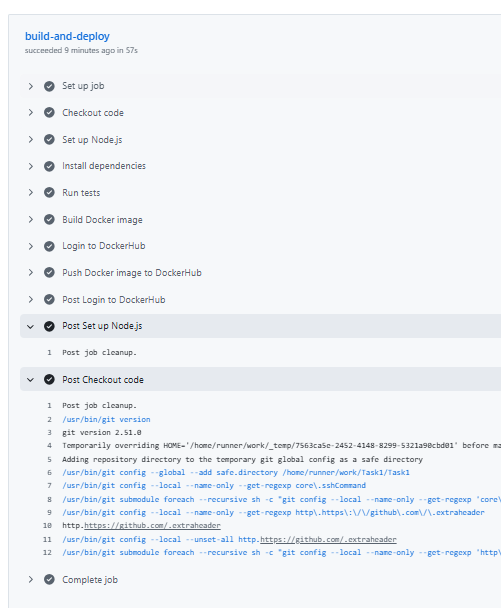 build-and-deploy
succeeded 9 minutes ago in 57s
Set up job
Checkout code
Set up Node.js
Install dependencies
Run tests
Build Docker image
Login to DockerHub
Push Docker image to DockerHub
Post Login to DockerHub
Post Set up Node.js
1 Post job cleanup.
Post Checkout code
1 Post job cleanup.
2 /usr/bin/git version
3 git version 2.51.0
4 Temporarily overriding HOME='/home/runner/work/_temp/7563ca5e-2452-4148-8299-5321a90cbd01' before ma
5 Adding repository directory to the temporary git global config as a safe directory
6 /usr/bin/git config --global --add safe.directory /home/runner/work/Task1/Task1
7 /usr/bin/git config --local --name-only --get-regexp core\.sshCommand
8 /usr/bin/git submodule foreach --recursive sh -c "git config --local --name-only --get-regexp 'core\
9 /usr/bin/git config --local --name-only --get-regexp http\.https\:\/\/github\.com\/\.extraheader
10 http.https://github.com/.extraheader
11 /usr/bin/git config --local --unset-all http.https://github.com/.extraheader
12 /usr/bin/git submodule foreach --recursive sh -c "git config --local --name-only --get-regexp 'http\
Complete job